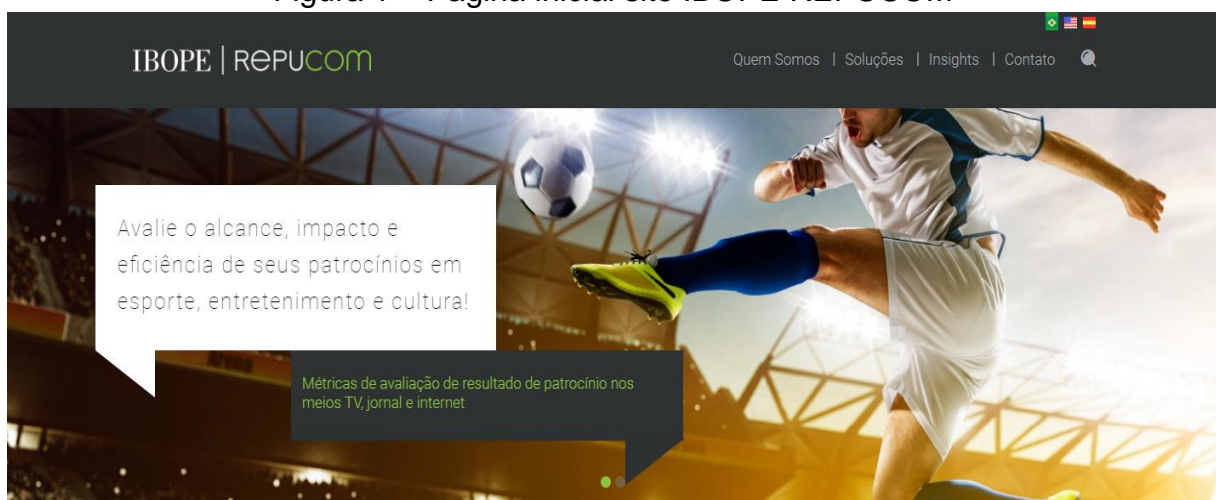 IBOPE | REPUCOM
Quem Somos | Soluções | Insights | Contato
Avalie o alcance, impacto e
eficiência de seus patrocínios em
esporte, entretenimento e cultura!
Métricas de avaliação de resultado de patrocínio nos
meios TV, jornal e internet